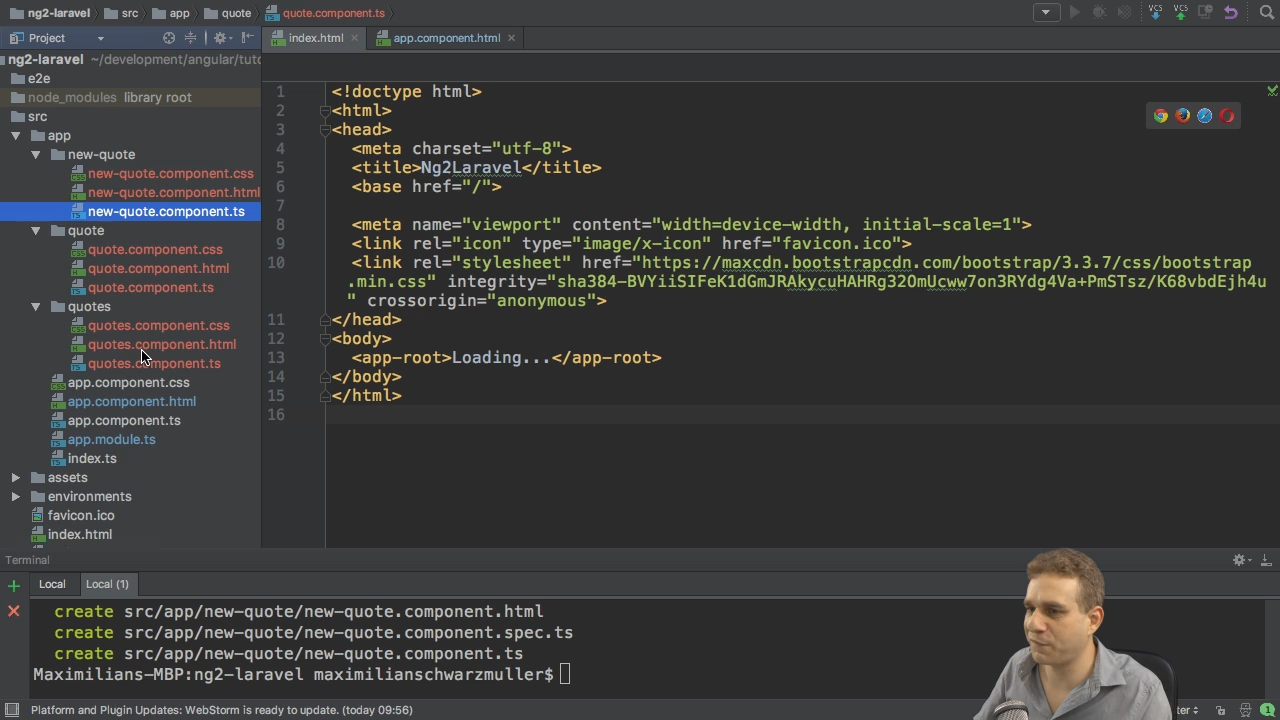 ng2-laravel src app quote quote.component.ts
VCS VCS
Project
index.html app.component.html
ng2-laravel ~/development/angular/tuto
e2e
node_modules library root
src
app
new-quote
new-quote.component.css
new-quote.component.html
new-quote.component.ts
quote
quote.component.css
quote.component.html
quote.component.ts
quotes
quotes.component.css
quotes.component.html
quotes.component.ts
app.component.css
app.component.html
app.component.ts
app.module.ts
index.ts
assets
environments
favicon.ico
index.html
1 <!doctype html>
2 <html>
3 <head>
4 <meta charset="utf-8">
5 <title>Ng2Laravel</title>
6 <base href="/">
7
8 <meta name="viewport" content="width=device-width, initial-scale=1">
9 <link rel="icon" type="image/x-icon" href="favicon.ico">
10 <link rel="stylesheet" href="https://maxcdn.bootstrapcdn.com/bootstrap/3.3.7/css/bootstrap
.min.css" integrity="sha384-BVYiiSIFeK1dGmJRAkycuHAHRg32OmUcww7on3RYdg4Va+PmSTsz/K68vbdEjh4u
" crossorigin="anonymous">
11 </head>
12 <body>
13 <app-root>Loading...</app-root>
14 </body>
15 </html>
16
Terminal
Local Local (1)
create src/app/new-quote/new-quote.component.html
create src/app/new-quote/new-quote.component.spec.ts
create src/app/new-quote/new-quote.component.ts
Maximilians-MBP:ng2-laravel maximilianschwarzmuller$
Platform and Plugin Updates: WebStorm is ready to update. (today 09:56)
1